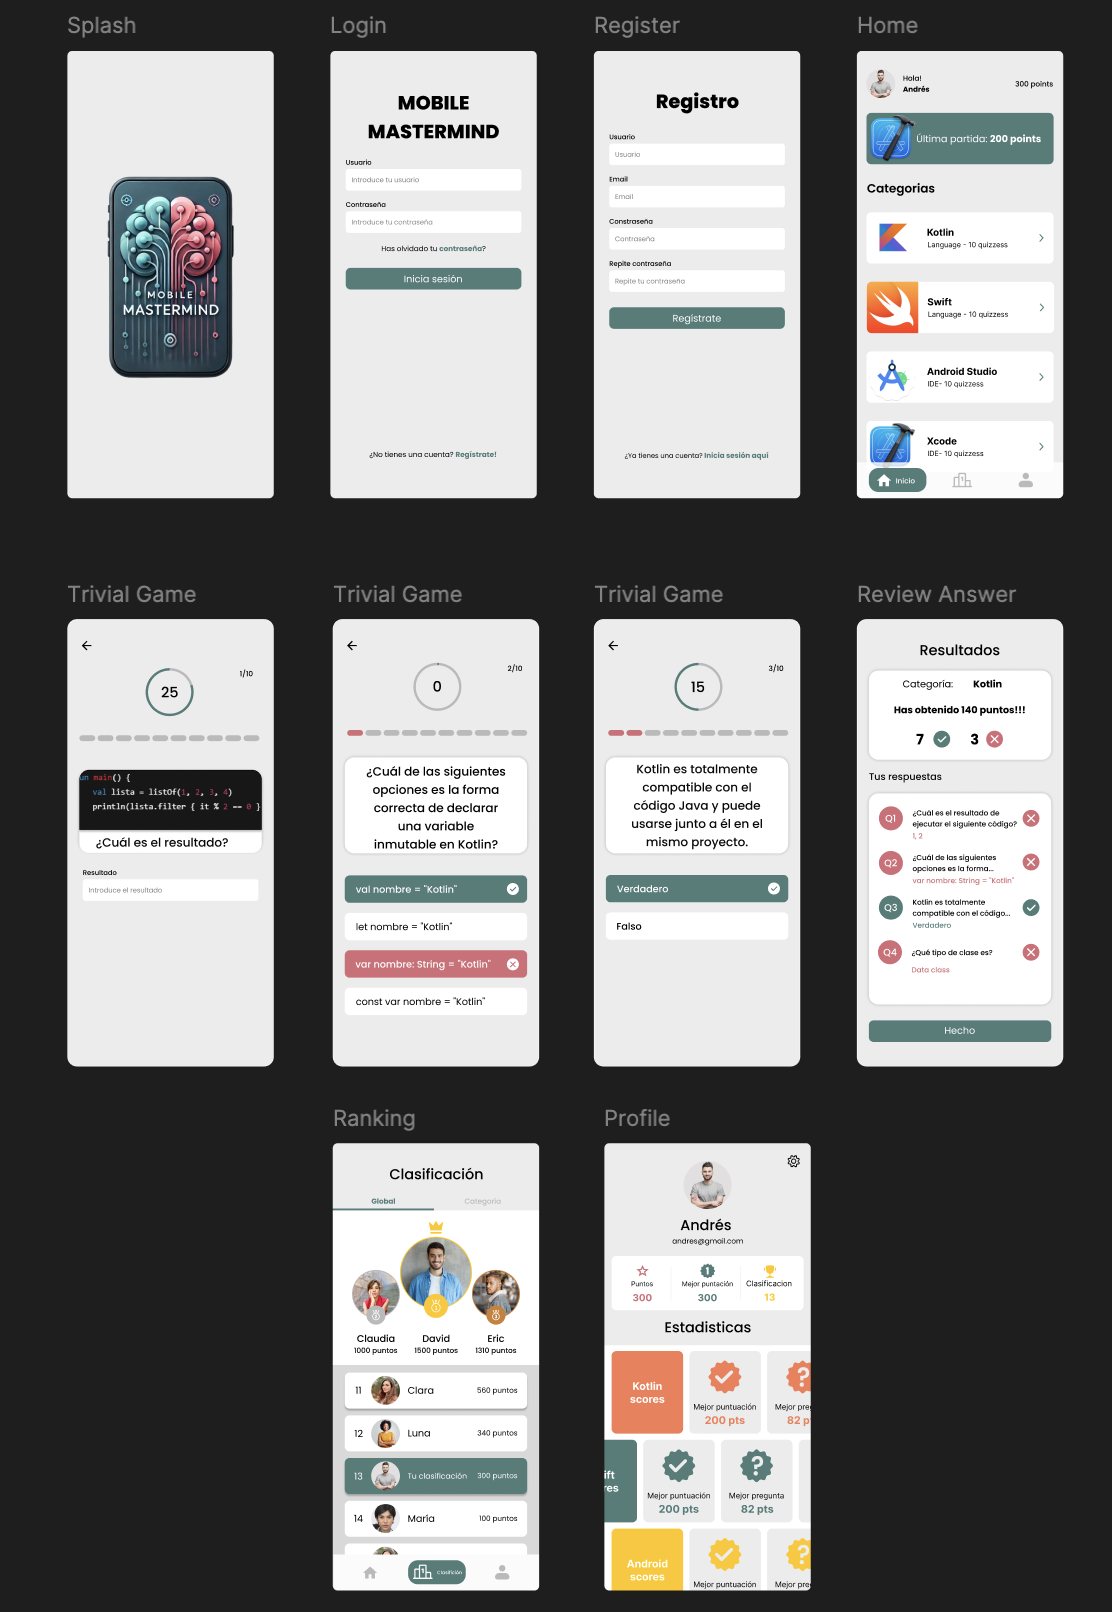 Splash
MOBILE
MASTERMIND
Login
MOBILE
MASTERMIND
Usuario
Introduce tu usuario
Contraseña
Introduce tu contraseña
Has olvidado tu contraseña?
Inicia sesión
¿No tienes una cuenta? Regístrate!
Register
Registro
Usuario
Usuario
Email
Email
Constraseña
Contraseña
Repite contraseña
Repite tu contraseña
Regístrate
¿Ya tienes una cuenta? Inicia sesión aquí
Home
Hola!
Andrés
300 points
Última partida: 200 points
Categorias
Kotlin
Language - 10 quizzess
Swift
Language - 10 quizzess
Android Studio
IDE- 10 quizzess
Xcode
IDE- 10 quizzess
Inicio
Trivial Game
25
1/10
un main() {
val lista = listOf(1, 2, 3, 4)
println(lista.filter { it % 2 == 0 }
¿Cuál es el resultado?
Resultado
Introduce el resultado
Trivial Game
0
2/10
¿Cuál de las siguientes
opciones es la forma
correcta de declarar
una variable
inmutable en Kotlin?
val nombre = "Kotlin"
let nombre = "Kotlin"
var nombre: String = "Kotlin"
const var nombre = "Kotlin"
Trivial Game
15
3/10
Kotlin es totalmente
compatible con el
código Java y puede
usarse junto a él en el
mismo proyecto.
Verdadero
Falso
Review Answer
Resultados
Categoría: Kotlin
Has obtenido 140 puntos!!!
7 3
Tus respuestas
Q1
¿Cuál es el resultado de
ejecutar el siguiente código?
1, 2
Q2
¿Cuál de las siguientes
opciones es la forma...
var nombre: String = "Kotlin"
Q3
Kotlin es totalmente
compatible con el código...
Verdadero
Q4
¿Qué tipo de clase es?
Data class
Hecho
Ranking
Clasificación
Global Categoria
Claudia David Eric
1000 puntos 1500 puntos 1310 puntos
11 Clara 560 puntos
12 Luna 340 puntos
13 Tu clasificación 300 puntos
14 María 100 puntos
Profile
Andrés
andres@gmail.com
Puntos Mejor puntación Clasificacion
300 300 13
Estadisticas
Kotlin
scores
Mejor puntuación
200 pts
Mejor preg
82 p
ift
res
Mejor puntuación
200 pts
Mejor pregunta
82 pts
Android
scores
Mejor puntuación
Mejor pre